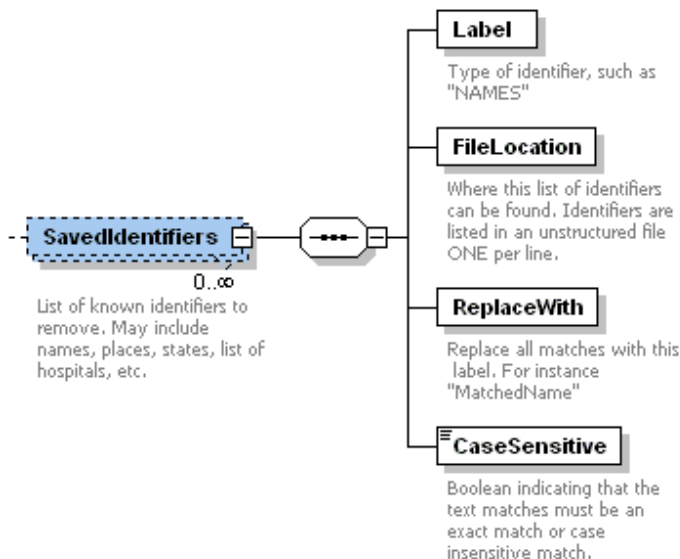 Label
Type of identifier, such as
"NAMES"
FileLocation
Where this list of identifiers
can be found. Identifiers are
listed in an unstructured file
ONE per line.
SavedIdentifiers
0..∞
List of known identifiers to
remove. May include
names, places, states, list of
hospitals, etc.
ReplaceWith
Replace all matches with this
label. For instance
"MatchedName"
CaseSensitive
Boolean indicating that the
text matches must be an
exact match or case
insensitive match.